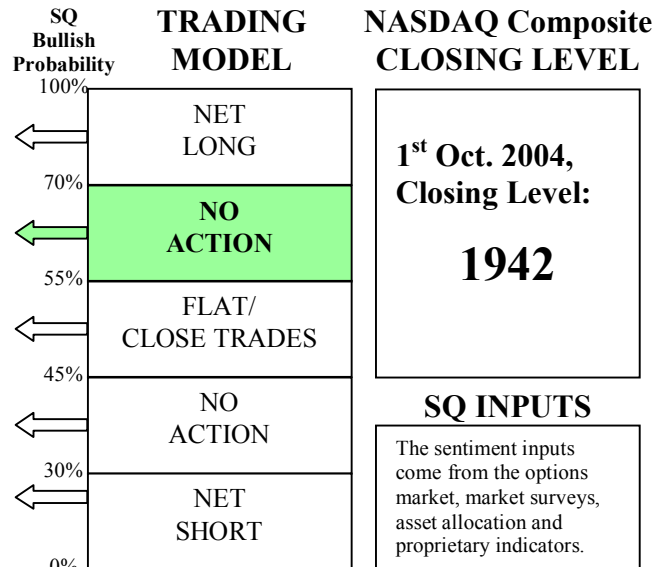 SQ
Bullish
Probability
TRADING
MODEL
100%
NET
LONG
70%
NO
ACTION
55%
FLAT/
CLOSE TRADES
45%
NO
ACTION
30%
NET
SHORT
0%
NASDAQ Composite
CLOSING LEVEL
1st Oct. 2004,
Closing Level:
1942
SQ INPUTS
The sentiment inputs
come from the options
market, market surveys,
asset allocation and
proprietary indicators.